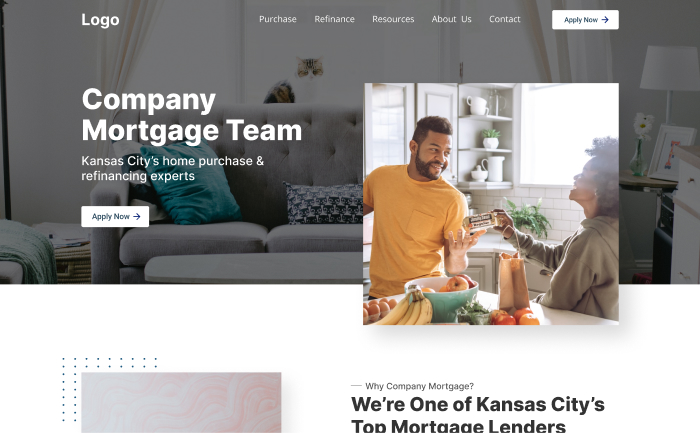 Logo
Purchase Refinance Resources About Us Contact Apply Now
Company
Mortgage Team
Kansas City's home purchase &
refinancing experts
Apply Now
Why Company Mortgage?
We're One of Kansas City's
Top Mortgage Lenders